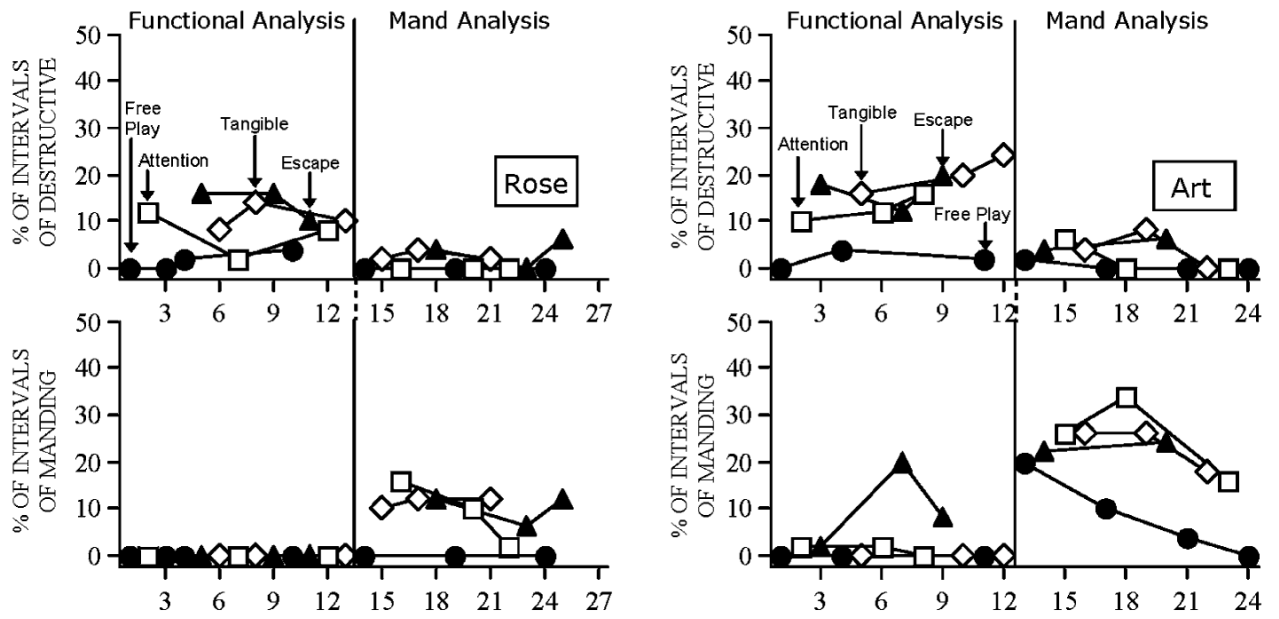 Functional Analysis Mand Analysis
% OF INTERVALS
OF DESTRUCTIVE
50
40
30
20
10
0
Free
Play
Attention
Tangible
Escape
Rose
3 6 9 12 15 18 21 24 27
% OF INTERVALS
OF MANDING
50
40
30
20
10
0
3 6 9 12 15 18 21 24 27
Functional Analysis Mand Analysis
% OF INTERVALS
OF DESTRUCTIVE
50
40
30
20
10
0
Attention
Tangible
Escape
Free Play
Art
3 6 9 12 15 18 21 24
% OF INTERVALS
OF MANDING
50
40
30
20
10
0
3 6 9 12 15 18 21 24